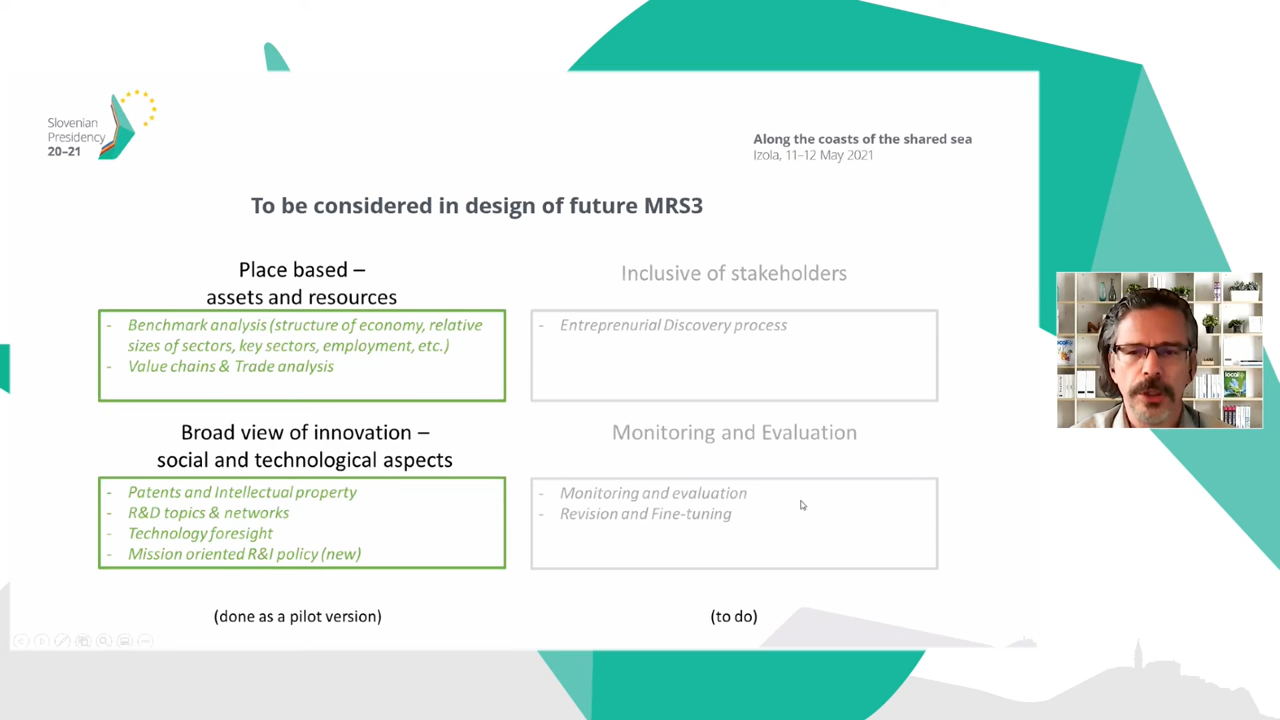 Slovenian
Presidency
20–21
Along the coasts of the shared sea
Izola, 11–12 May 2021
To be considered in design of future MRS3
Place based –
assets and resources
- Benchmark analysis (structure of economy, relative
sizes of sectors, key sectors, employment, etc.)
- Value chains & Trade analysis
Inclusive of stakeholders
- Entreprenurial Discovery process
Broad view of innovation –
social and technological aspects
- Patents and Intellectual property
- R&D topics & networks
- Technology foresight
- Mission oriented R&I policy (new)
Monitoring and Evaluation
- Monitoring and evaluation
- Revision and Fine-tuning
(done as a pilot version)
(to do)
local